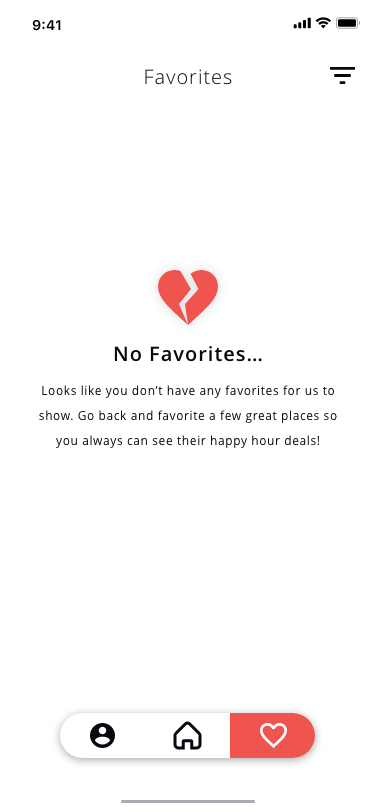 9:41
Favorites
No Favorites...
Looks like you don’t have any favorites for us to
show. Go back and favorite a few great places so
you always can see their happy hour deals!